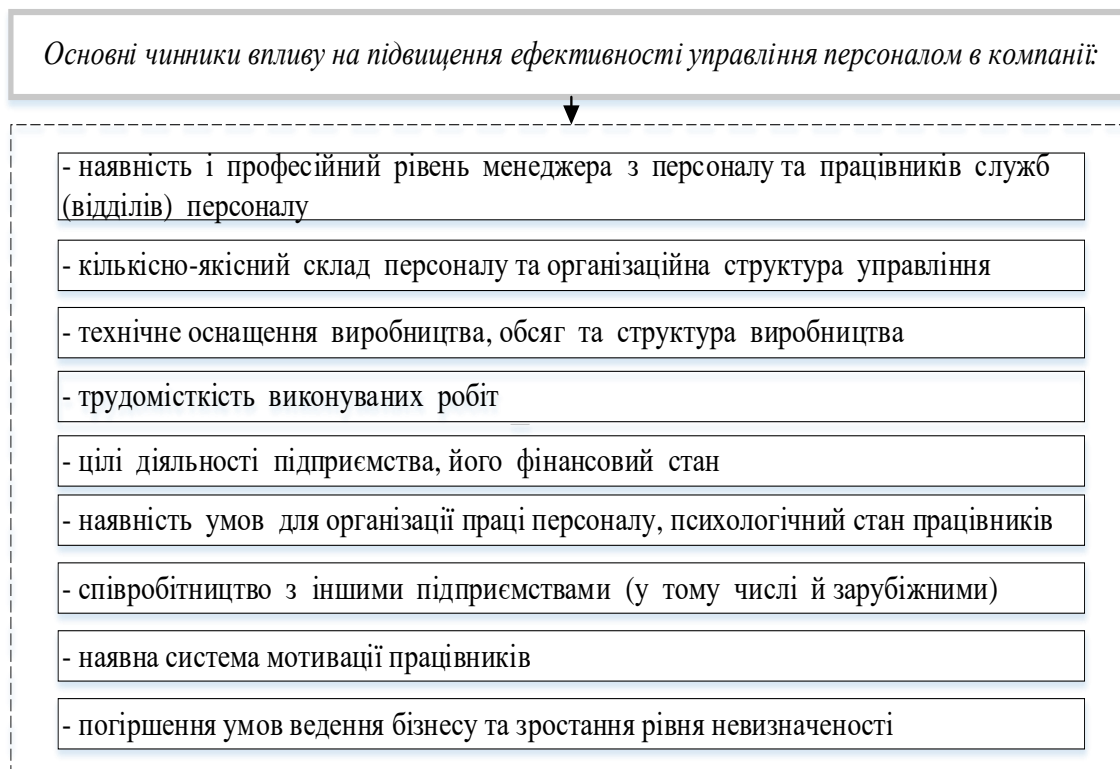 Основні чинники впливу на підвищення ефективності управління персоналом в компанії:
- наявність і професійний рівень менеджера з персоналу та працівників служб
(відділів) персоналу
- кількісно-якісний склад персоналу та організаційна структура управління
- технічне оснащення виробництва, обсяг та структура виробництва
- трудомісткість виконуваних робіт
- цілі діяльності підприємства, його фінансовий стан
- наявність умов для організації праці персоналу, психологічний стан працівників
- співробітництво з іншими підприємствами (у тому числі й зарубіжними)
- наявна система мотивації працівників
- погіршення умов ведення бізнесу та зростання рівня невизначеності